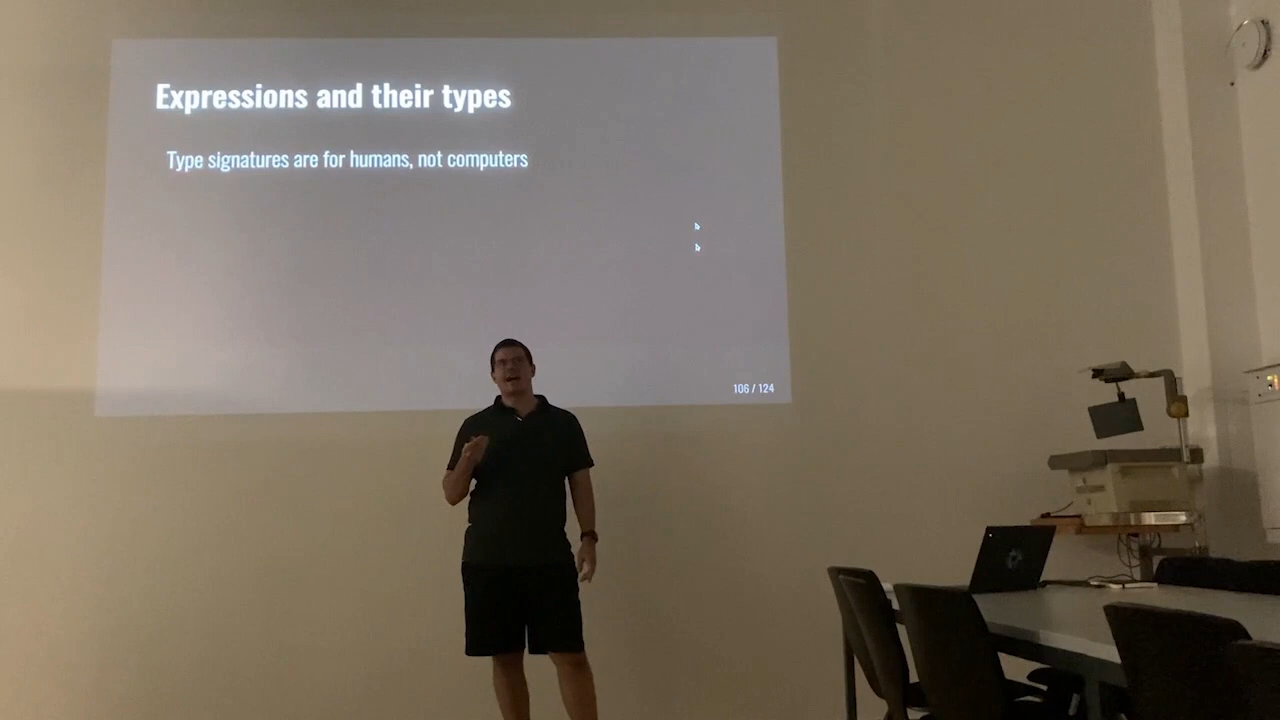 Expressions and their types
Type signatures are for humans, not computers
106 / 124